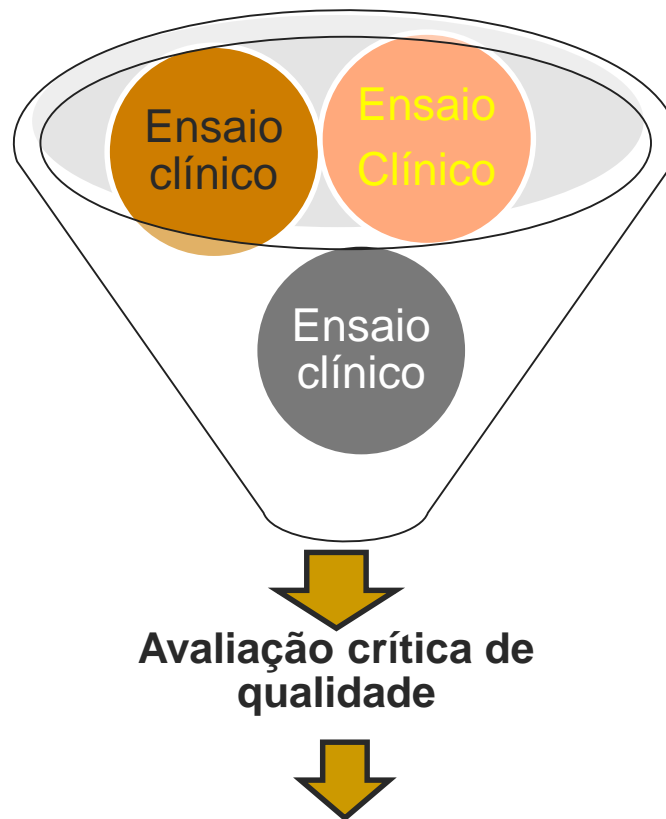 Ensaio
clínico
Ensaio
Clínico
Ensaio
clínico
Avaliação crítica de
qualidade